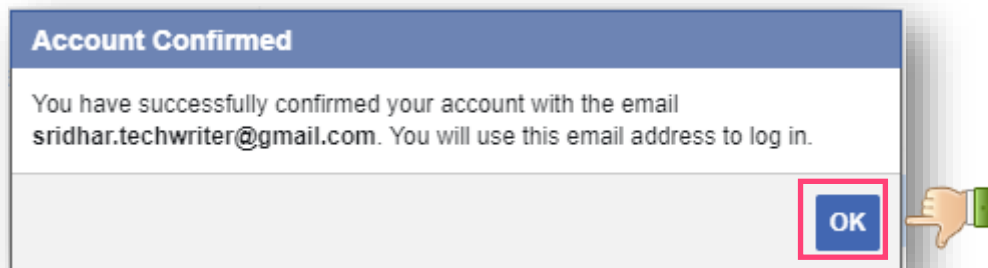 Account Confirmed
You have successfully confirmed your account with the email
sridhar.techwriter@gmail.com. You will use this email address to log in.
OK